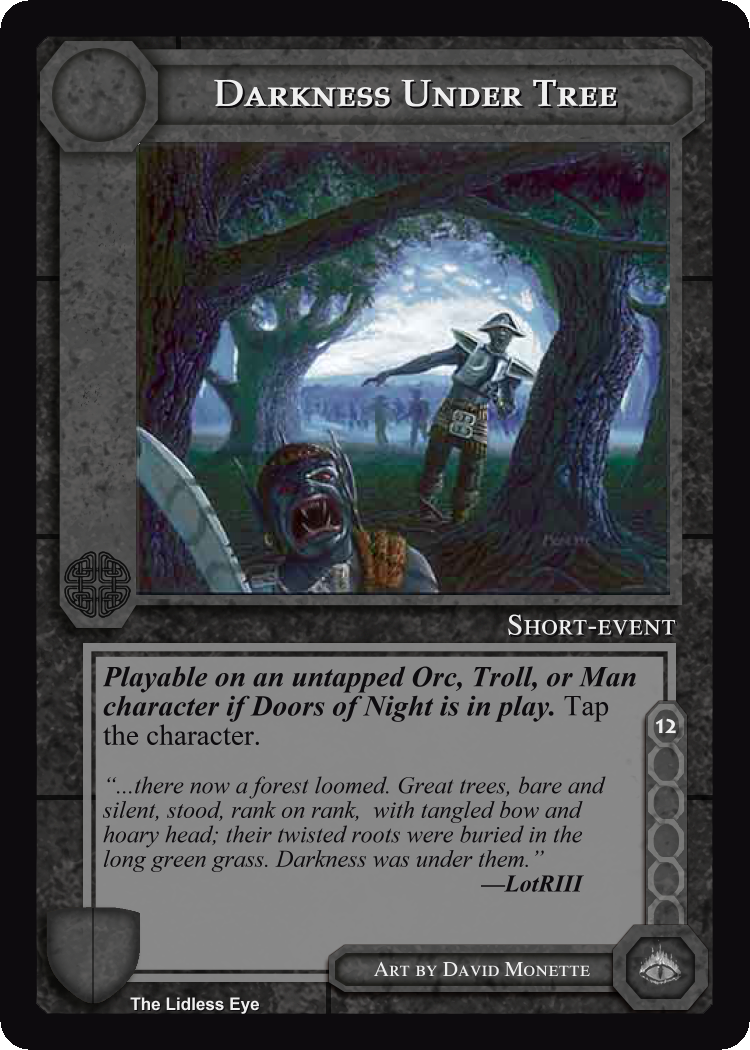 Darkness Under Tree
Monette
Short-event
Playable on an untapped Orc, Troll, or Man
character if Doors of Night is in play. Tap
the character.
12
“...there now a forest loomed. Great trees, bare and
silent, stood, rank on rank, with tangled bow and
hoary head; their twisted roots were buried in the
long green grass. Darkness was under them.”
—LotRIII
Art by David Monette
The Lidless Eye